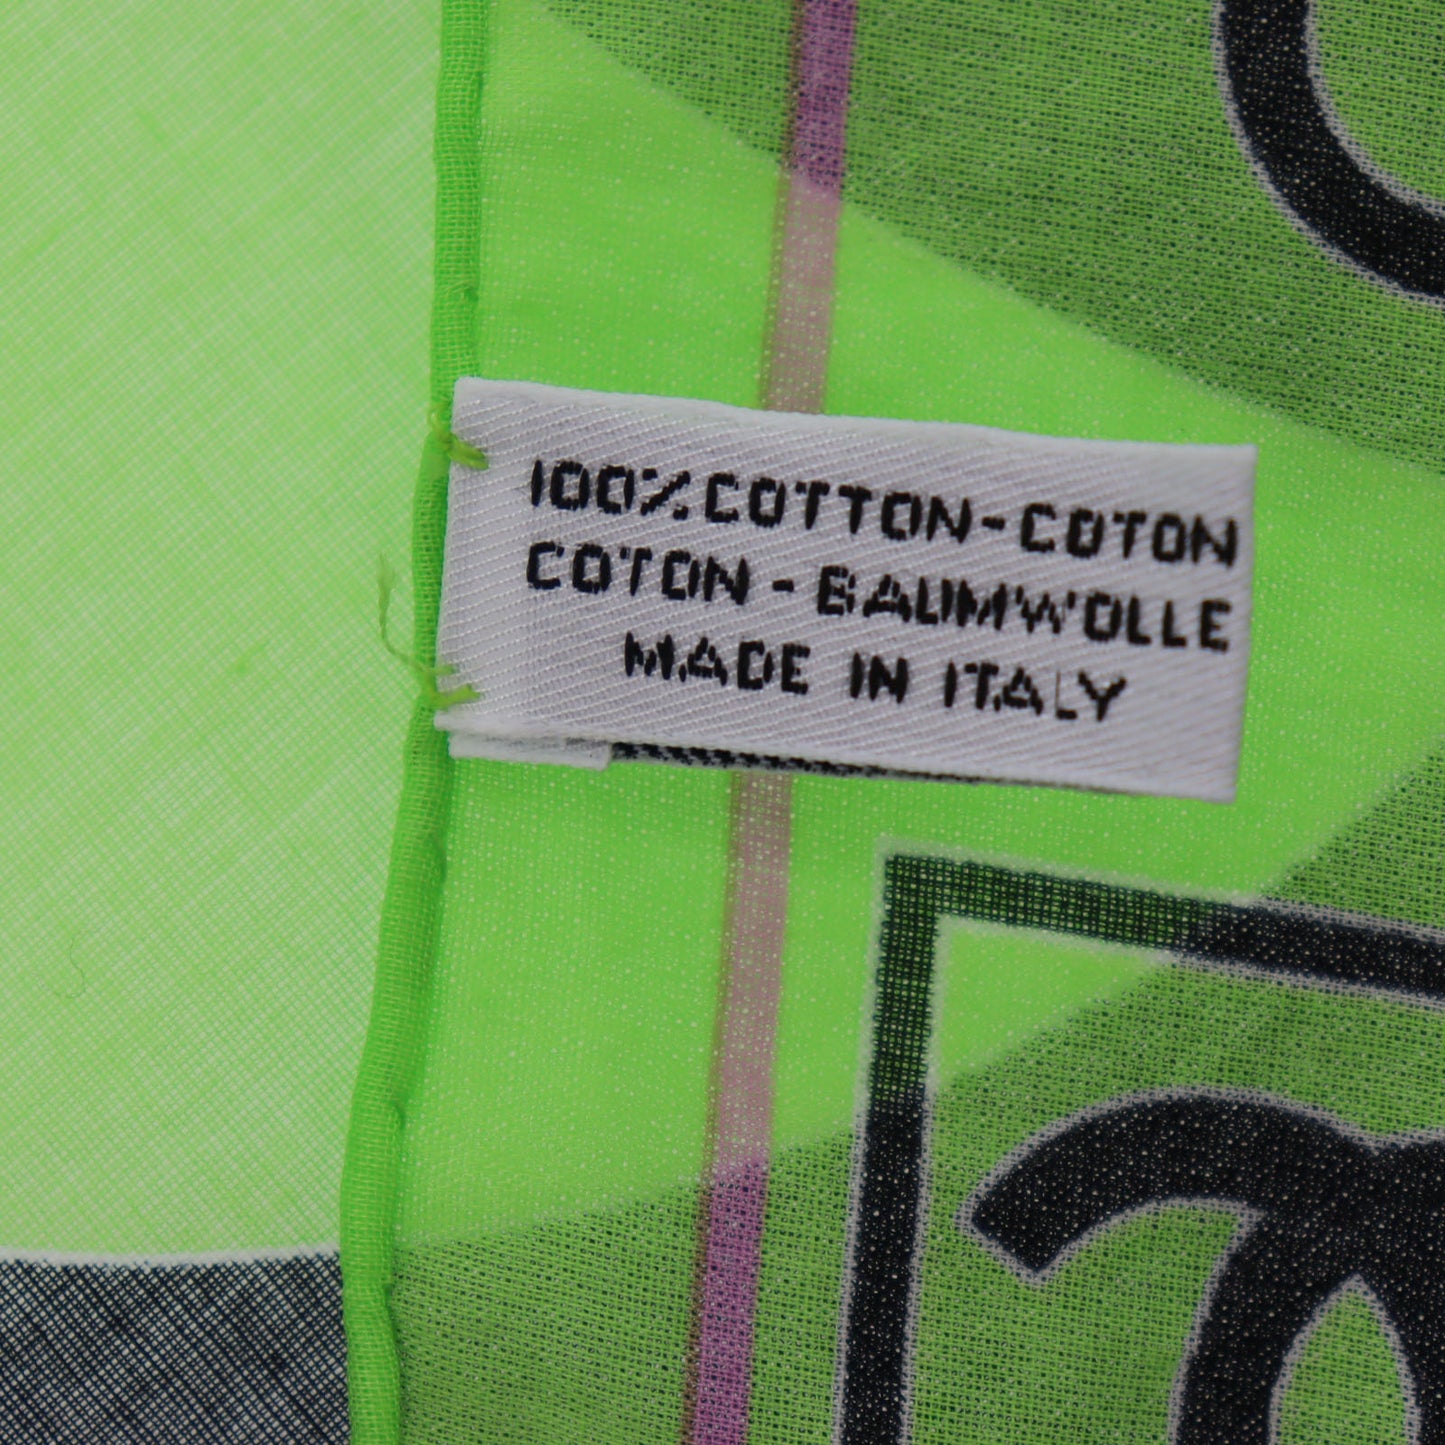 100% COTTON-COTON
COTON - BAUMWOLLE
MADE IN ITALY